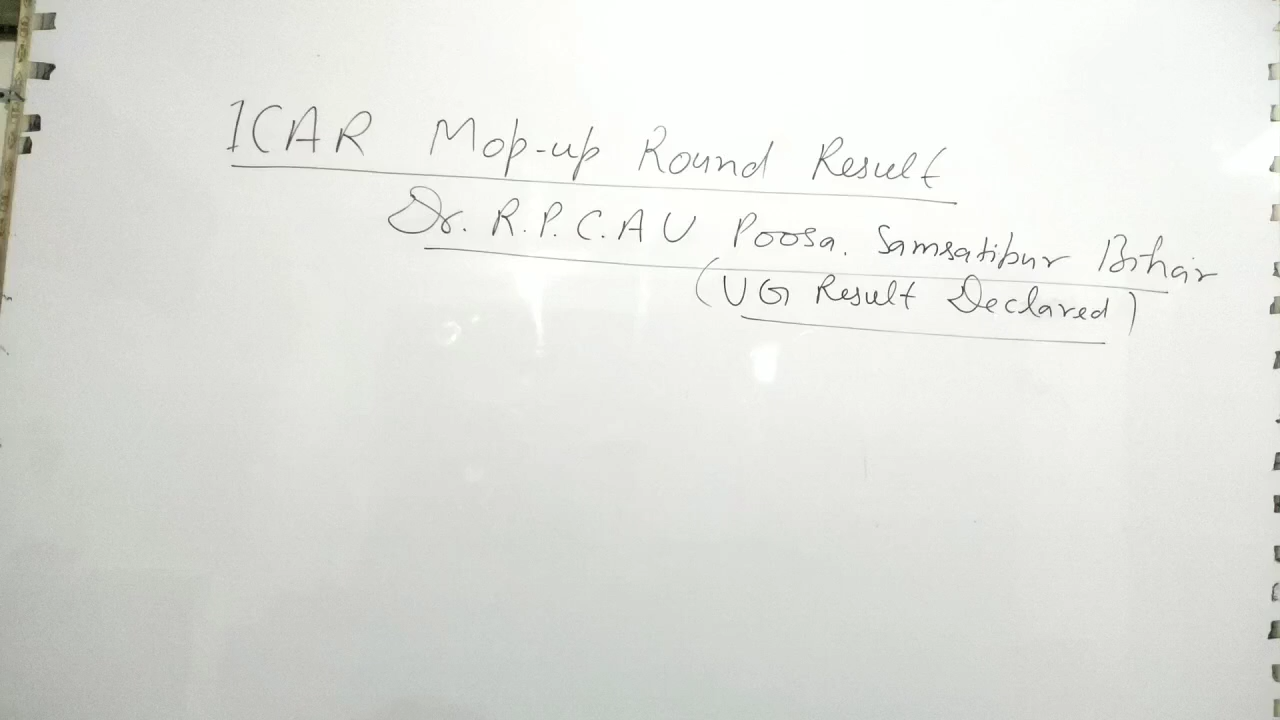 ICAR Mop-up Round Result
Dr. R.P.C.A U Poosa. Samsatipur Bihar
(UG Result Declared)